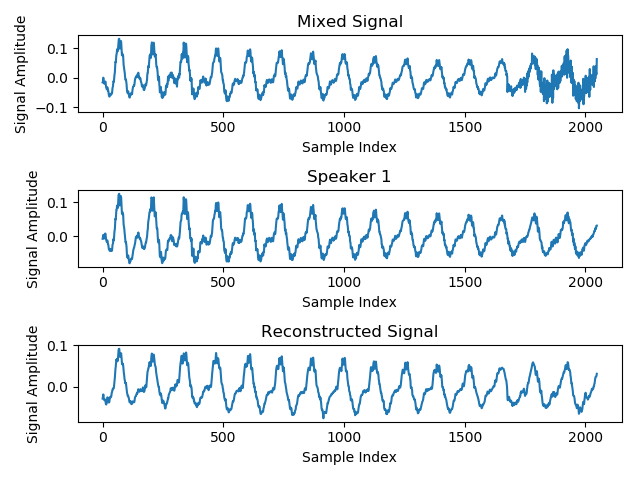 Mixed Signal
Signal Amplitude
0.1
0.0
−0.1
0
500
1000
1500
2000
Sample Index
Speaker 1
Signal Amplitude
0.1
0.0
0
500
1000
1500
2000
Sample Index
Reconstructed Signal
Signal Amplitude
0.1
0.0
0
500
1000
1500
2000
Sample Index